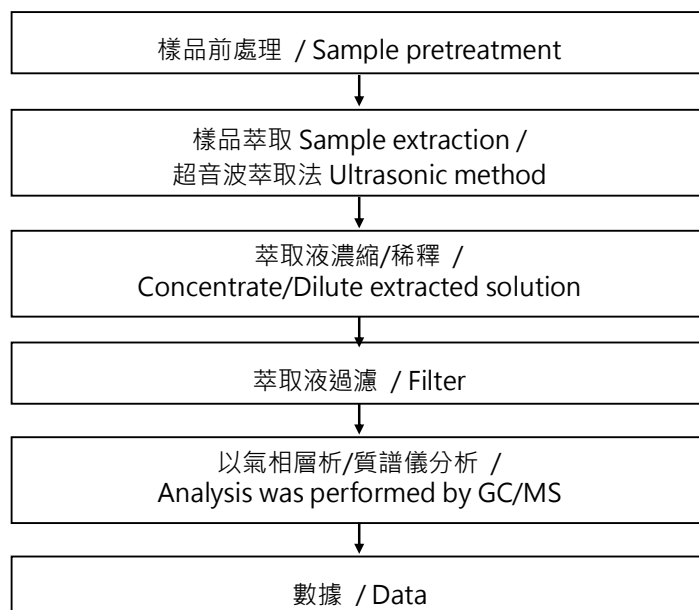 樣品前處理 / Sample pretreatment
樣品萃取 Sample extraction /
超音波萃取法 Ultrasonic method
萃取液濃縮/稀釋 /
Concentrate/Dilute extracted solution
萃取液過濾 / Filter
以氣相層析/質譜儀分析 /
Analysis was performed by GC/MS
數據 / Data